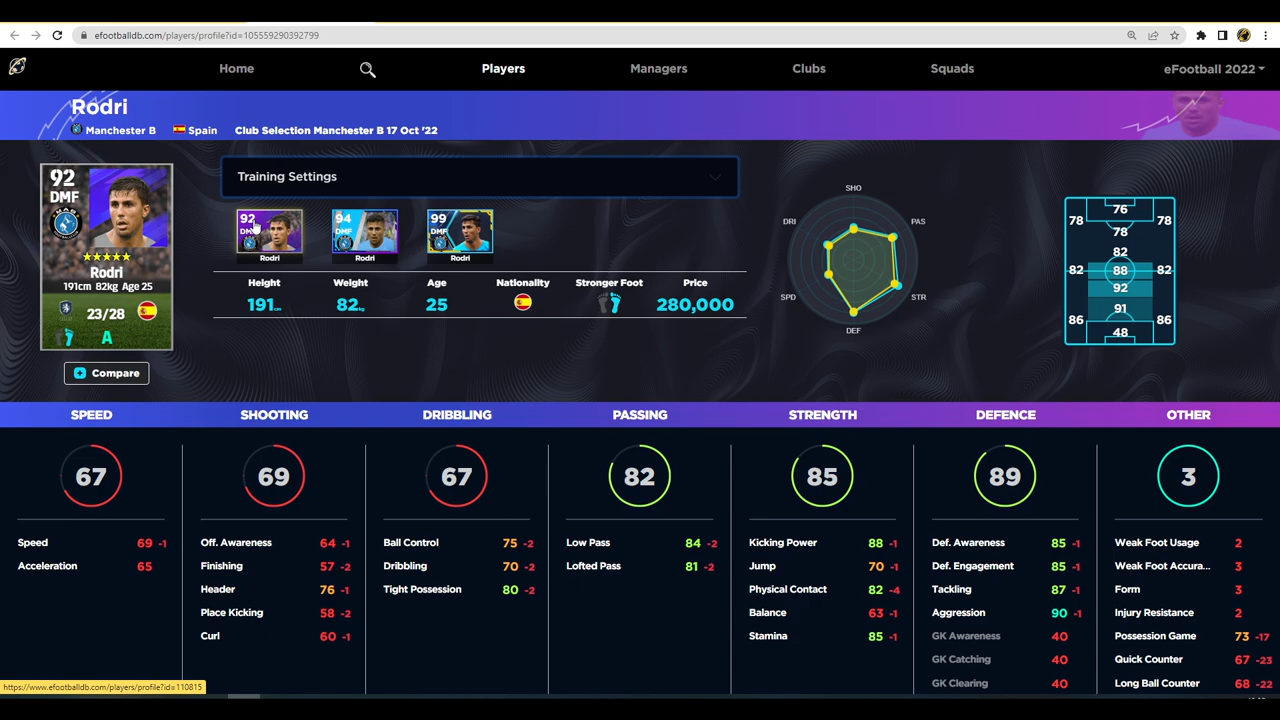 efootballdb.com/players/profile?id=105559290392799
Home
Players
Managers
Clubs
Squads
eFootball 2022
Rodri
Manchester B
Spain
Club Selection Manchester B 17 Oct '22
92
DMF
Rodri
191cm 82kg Age 25
23/28
A
Compare
Training Settings
92
Rodri
94
Rodri
99
Rodri
Height
Weight
Age
Nationality
Stronger Foot
Price
191cm
82kg
25
280,000
SHO
DRI
PAS
SPD
STR
DEF
76
78 78
78
82
82 88 82
92
91
86 86
48
SPEED
SHOOTING
DRIBBLING
PASSING
STRENGTH
DEFENCE
OTHER
67
69
67
82
85
89
3
Speed 69 -1
Acceleration 65
Off. Awareness 64 -1
Finishing 57 -2
Header 76 -1
Place Kicking 58 -2
Curl 60 -1
Ball Control 75 -2
Dribbling 70 -2
Tight Possession 80 -2
Low Pass 84 -2
Lofted Pass 81 -2
Kicking Power 88 -1
Jump 70 -1
Physical Contact 82 -4
Balance 63 -1
Stamina 85 -1
Def. Awareness 85 -1
Def. Engagement 85 -1
Tackling 87 -1
Aggression 90 -1
GK Awareness 40
GK Catching 40
GK Clearing 40
Weak Foot Usage 2
Weak Foot Accura... 3
Form 3
Injury Resistance 2
Possession Game 73 -17
Quick Counter 67 -23
Long Ball Counter 68 -22
https://www.efootballdb.com/players/profile?id=110815